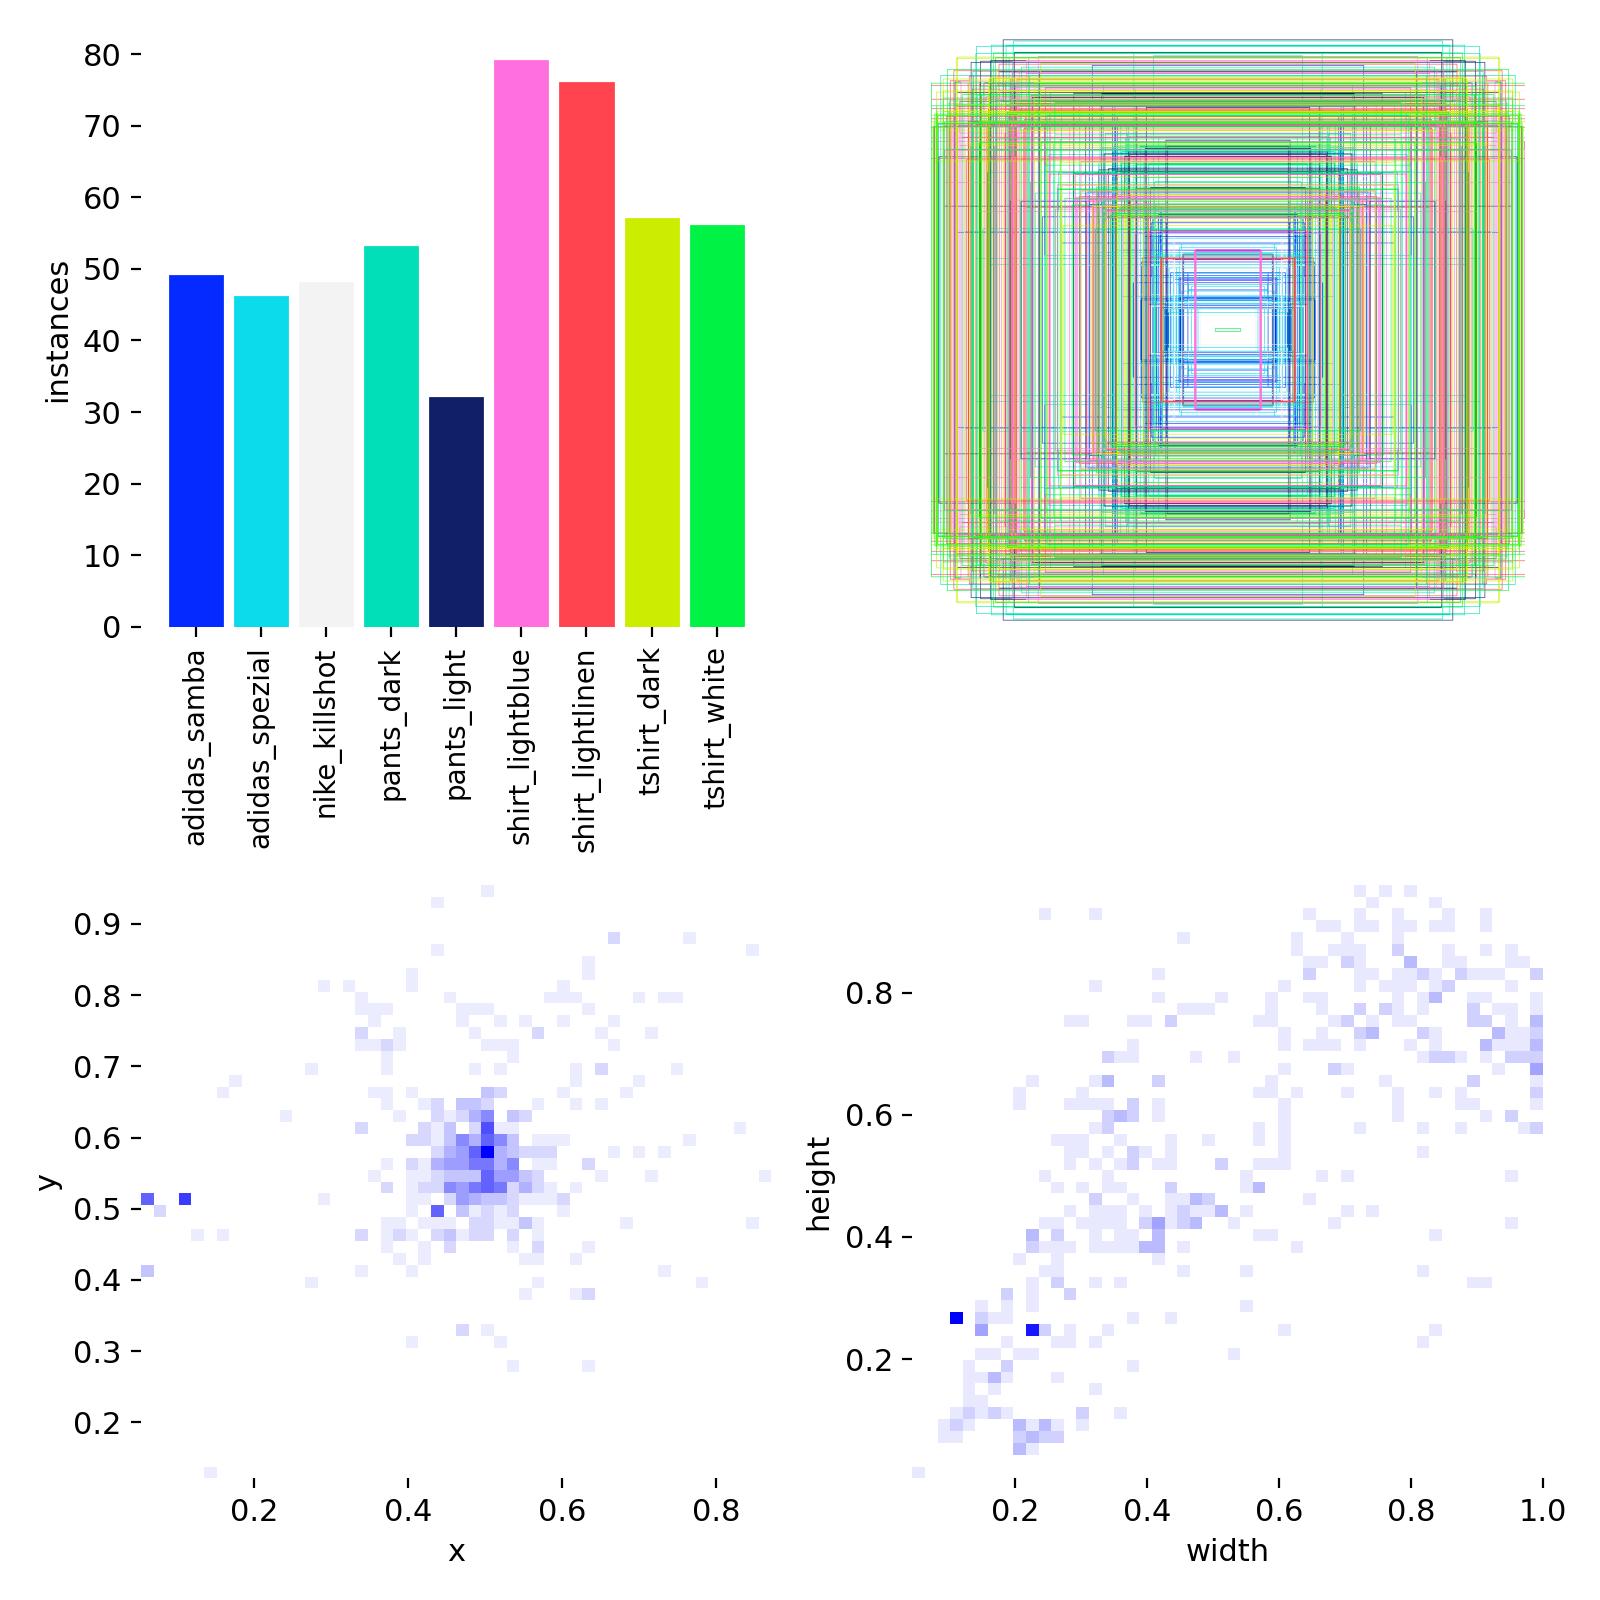 80
70
60
50
40
30
20
10
0
instances
adidas_samba
adidas_spezial
nike_killshot
pants_dark
pants_light
shirt_lightblue
shirt_lightlinen
tshirt_dark
tshirt_white
0.9
0.8
0.7
0.6
0.5
0.4
0.3
0.2
y
0.2 0.4 0.6 0.8
x
0.8
0.6
0.4
0.2
height
0.2 0.4 0.6 0.8 1.0
width